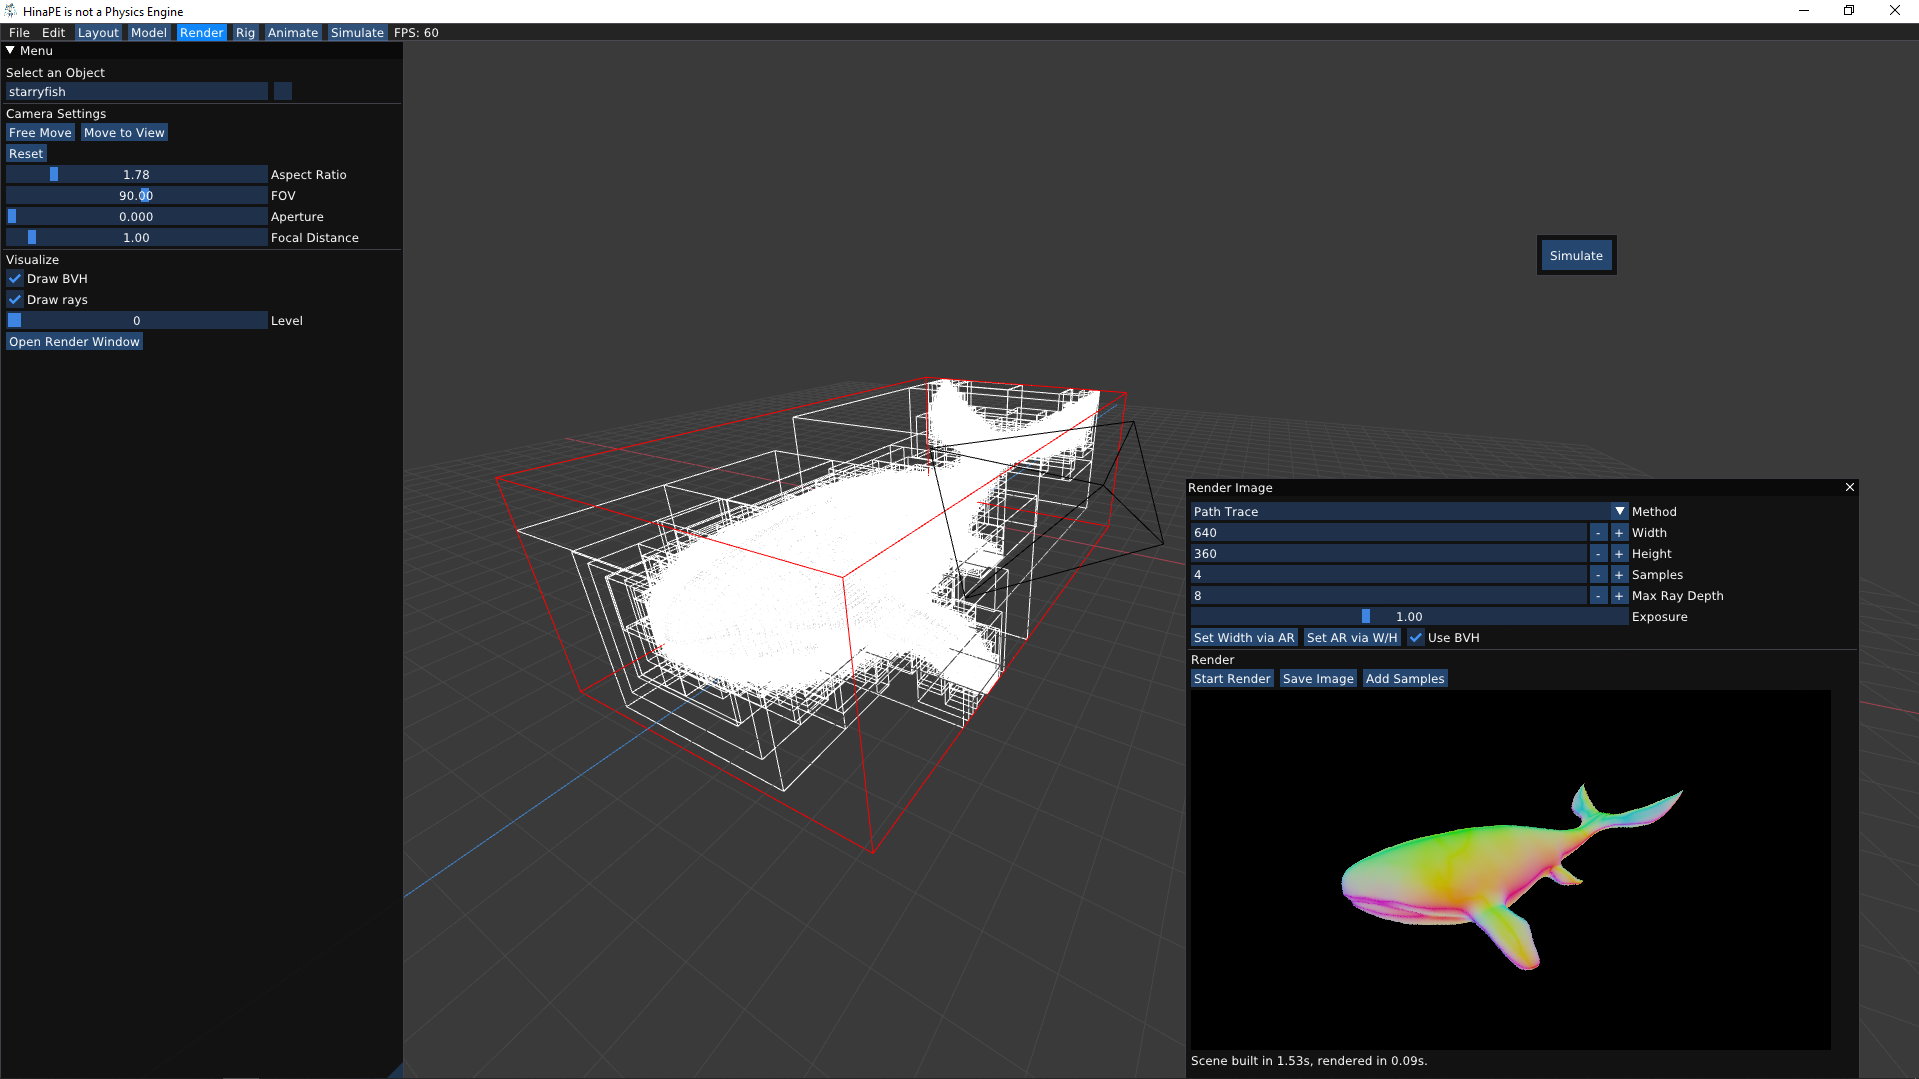 HinaPE is not a Physics Engine
File Edit Layout Model Render Rig Animate Simulate FPS: 60
Menu
Select an Object
starryfish
Camera Settings
Free Move Move to View
Reset
1.78 Aspect Ratio
90.00 FOV
0.000 Aperture
1.00 Focal Distance
Visualize
Draw BVH
Draw rays
0 Level
Open Render Window
Simulate
Render Image
Path Trace Method
640 - + Width
360 - + Height
4 - + Samples
8 - + Max Ray Depth
1.00 Exposure
Set Width via AR Set AR via W/H Use BVH
Render
Start Render Save Image Add Samples
Scene built in 1.53s, rendered in 0.09s.